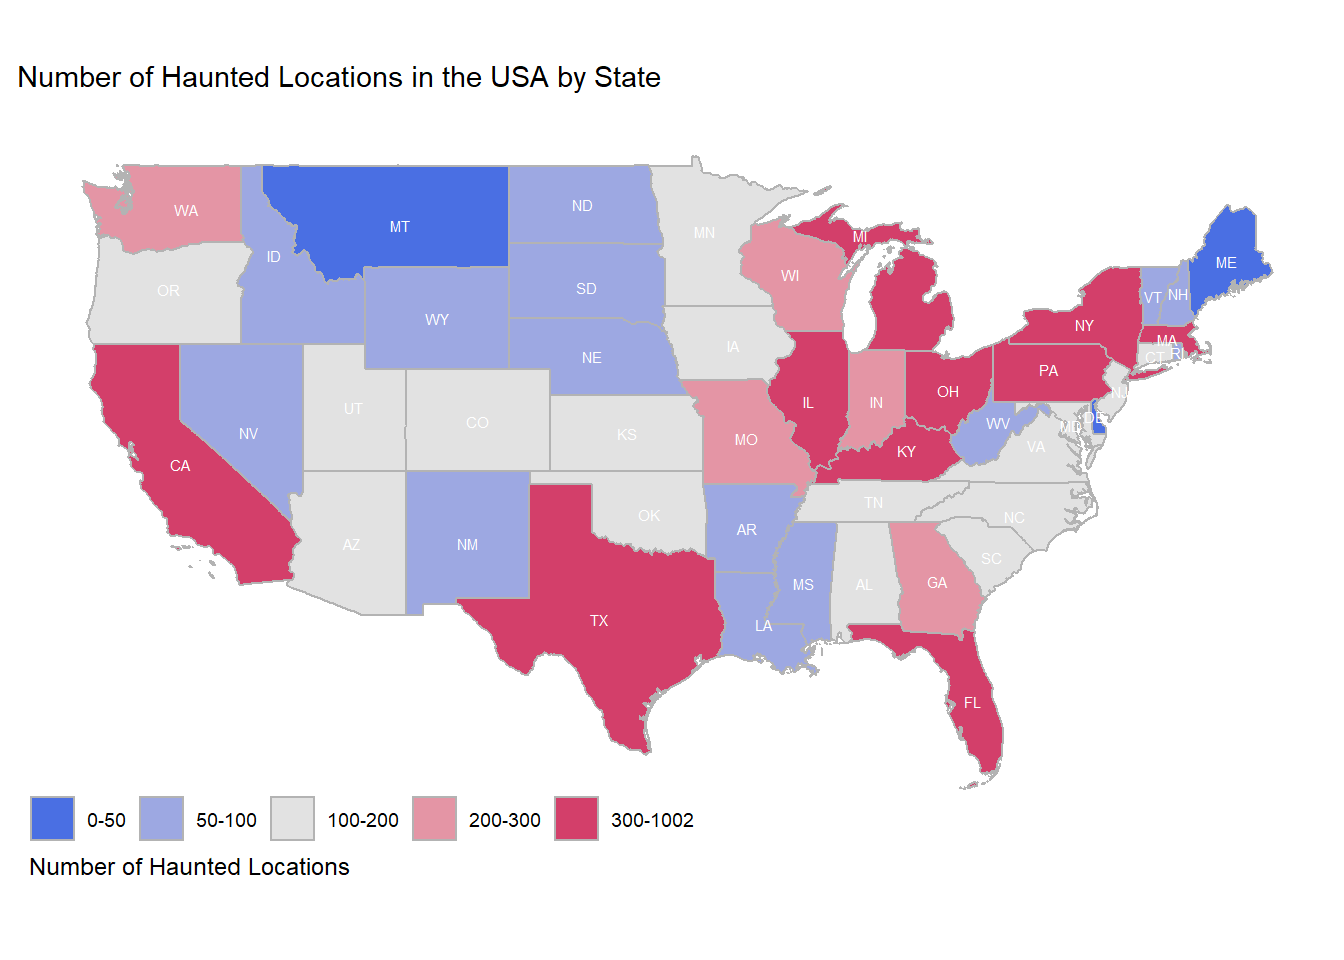 Number of Haunted Locations in the USA by State
WA
MT
ND
MN
ME
ID
OR
SD
WI
MI
VT
NH
WY
NY
MA
NE
IA
CT
RI
PA
UT
CO
IL
IN
OH
NJ
NV
KS
MO
WV
DE
MD
CA
KY
VA
AZ
NM
OK
AR
TN
NC
TX
MS
AL
GA
SC
LA
FL
0-50
50-100
100-200
200-300
300-1002
Number of Haunted Locations